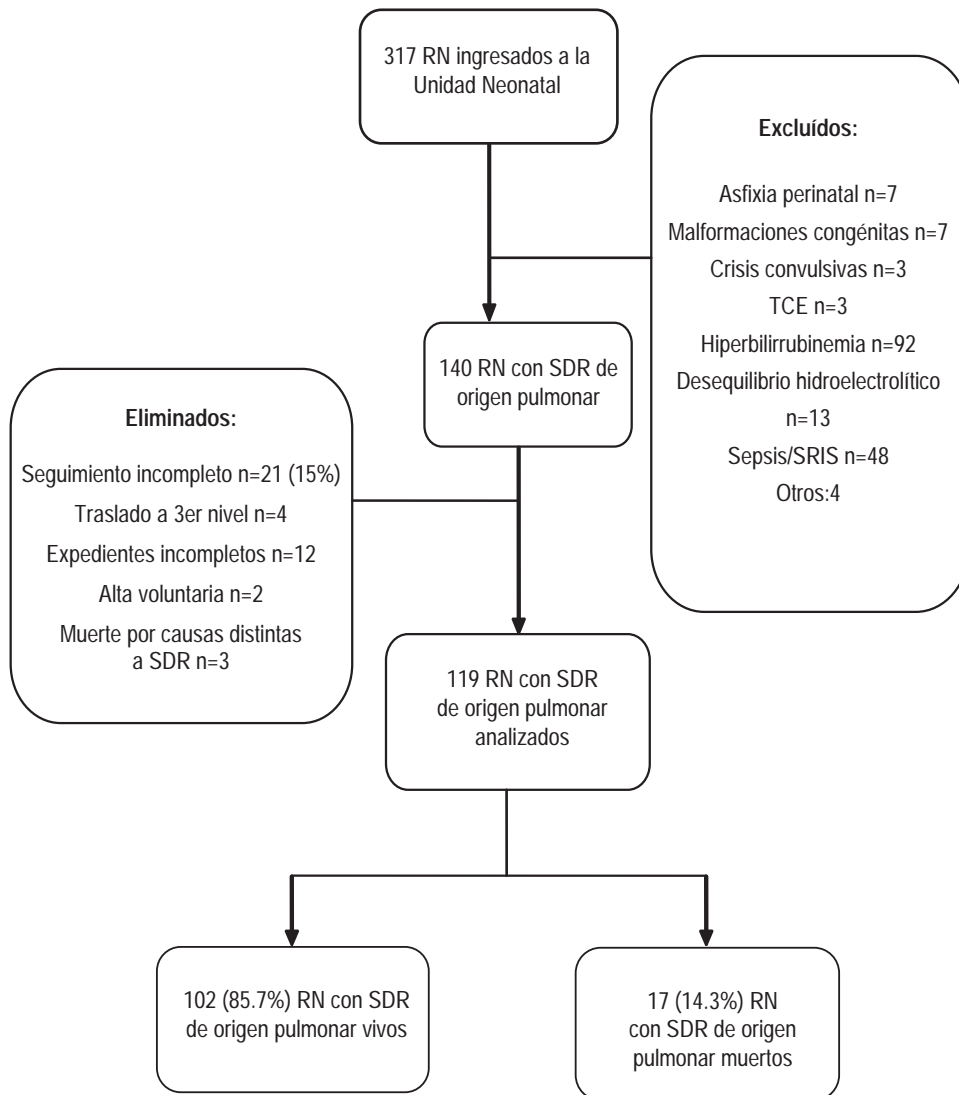 317 RN ingresados a la
Unidad Neonatal
Excluídos:
Asfixia perinatal n=7
Malformaciones congénitas n=7
Crisis convulsivas n=3
TCE n=3
Hiperbilirrubinemia n=92
Desequilibrio hidroelectrolítico
n=13
Sepsis/SRIS n=48
Otros:4
140 RN con SDR de
origen pulmonar
Eliminados:
Seguimiento incompleto n=21 (15%)
Traslado a 3er nivel n=4
Expedientes incompletos n=12
Alta voluntaria n=2
Muerte por causas distintas
a SDR n=3
119 RN con SDR
de origen pulmonar
analizados
102 (85.7%) RN con SDR
de origen pulmonar vivos
17 (14.3%) RN
con SDR de origen
pulmonar muertos